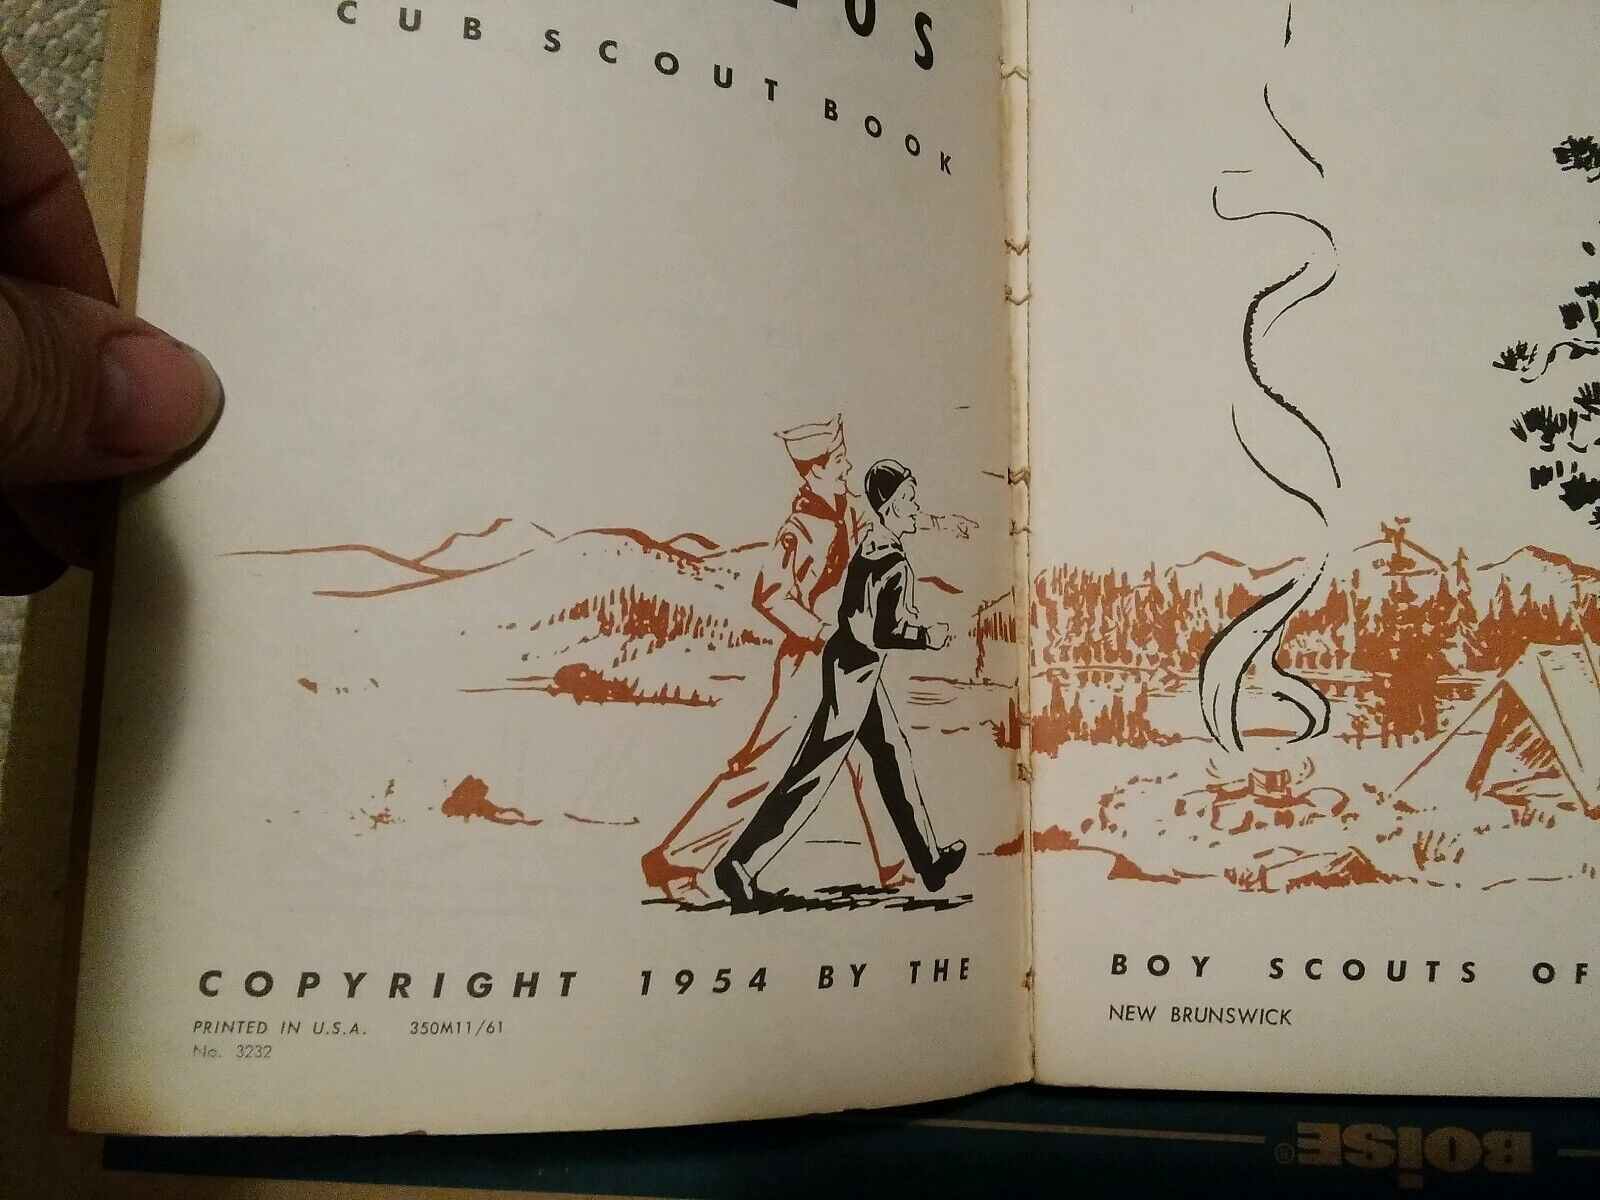 CUB SCOUT BOOK
COPYRIGHT 1954 BY THE BOY SCOUTS OF
PRINTED IN U.S.A. 350M11/61
No. 3232
NEW BRUNSWICK
BOiSE®